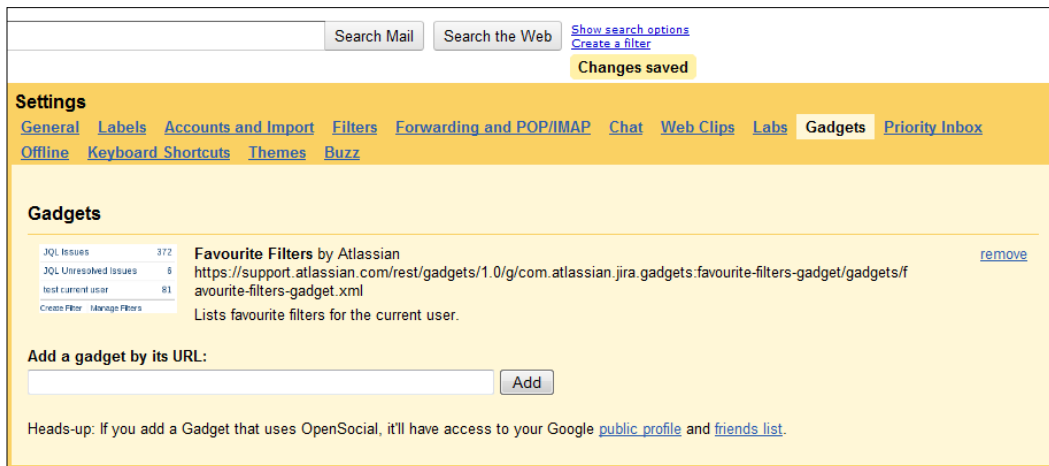 Search Mail Search the Web Show search options
Create a filter
Changes saved
Settings
General Labels Accounts and Import Filters Forwarding and POP/IMAP Chat Web Clips Labs Gadgets Priority Inbox
Offline Keyboard Shortcuts Themes Buzz
Gadgets
JQL Issues 372
JQL Unresolved Issues 6
test current user 81
Create Filter Manage Filters
Favourite Filters by Atlassian
remove
https://support.atlassian.com/rest/gadgets/1.0/g/com.atlassian.jira.gadgets:favourite-filters-gadget/gadgets/f
avourite-filters-gadget.xml
Lists favourite filters for the current user.
Add a gadget by its URL:
Add
Heads-up: If you add a Gadget that uses OpenSocial, it'll have access to your Google public profile and friends list.